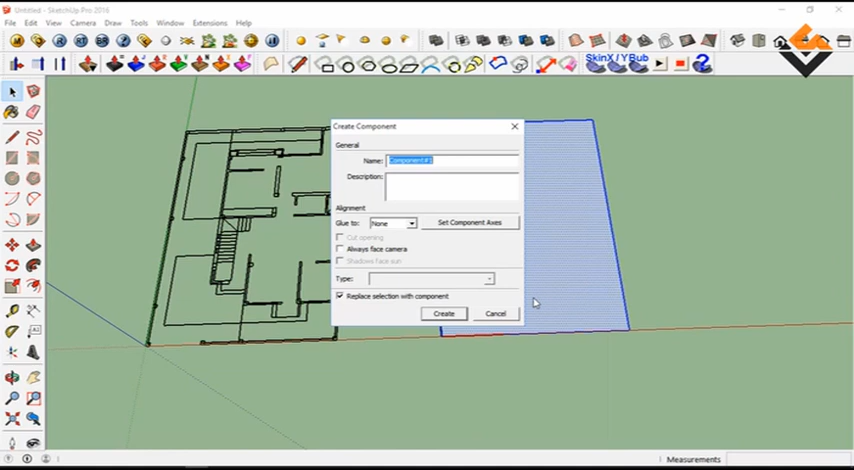 Untitled - SketchUp Pro 2016
File Edit View Camera Draw Tools Window Extensions Help
SkinX / YBub
Create Component
General
Name: Component#1
Description:
Alignment
Glue to: None Set Component Axes
Cut opening
Always face camera
Shadows face sun
Type:
Replace selection with component
Create Cancel
Measurements